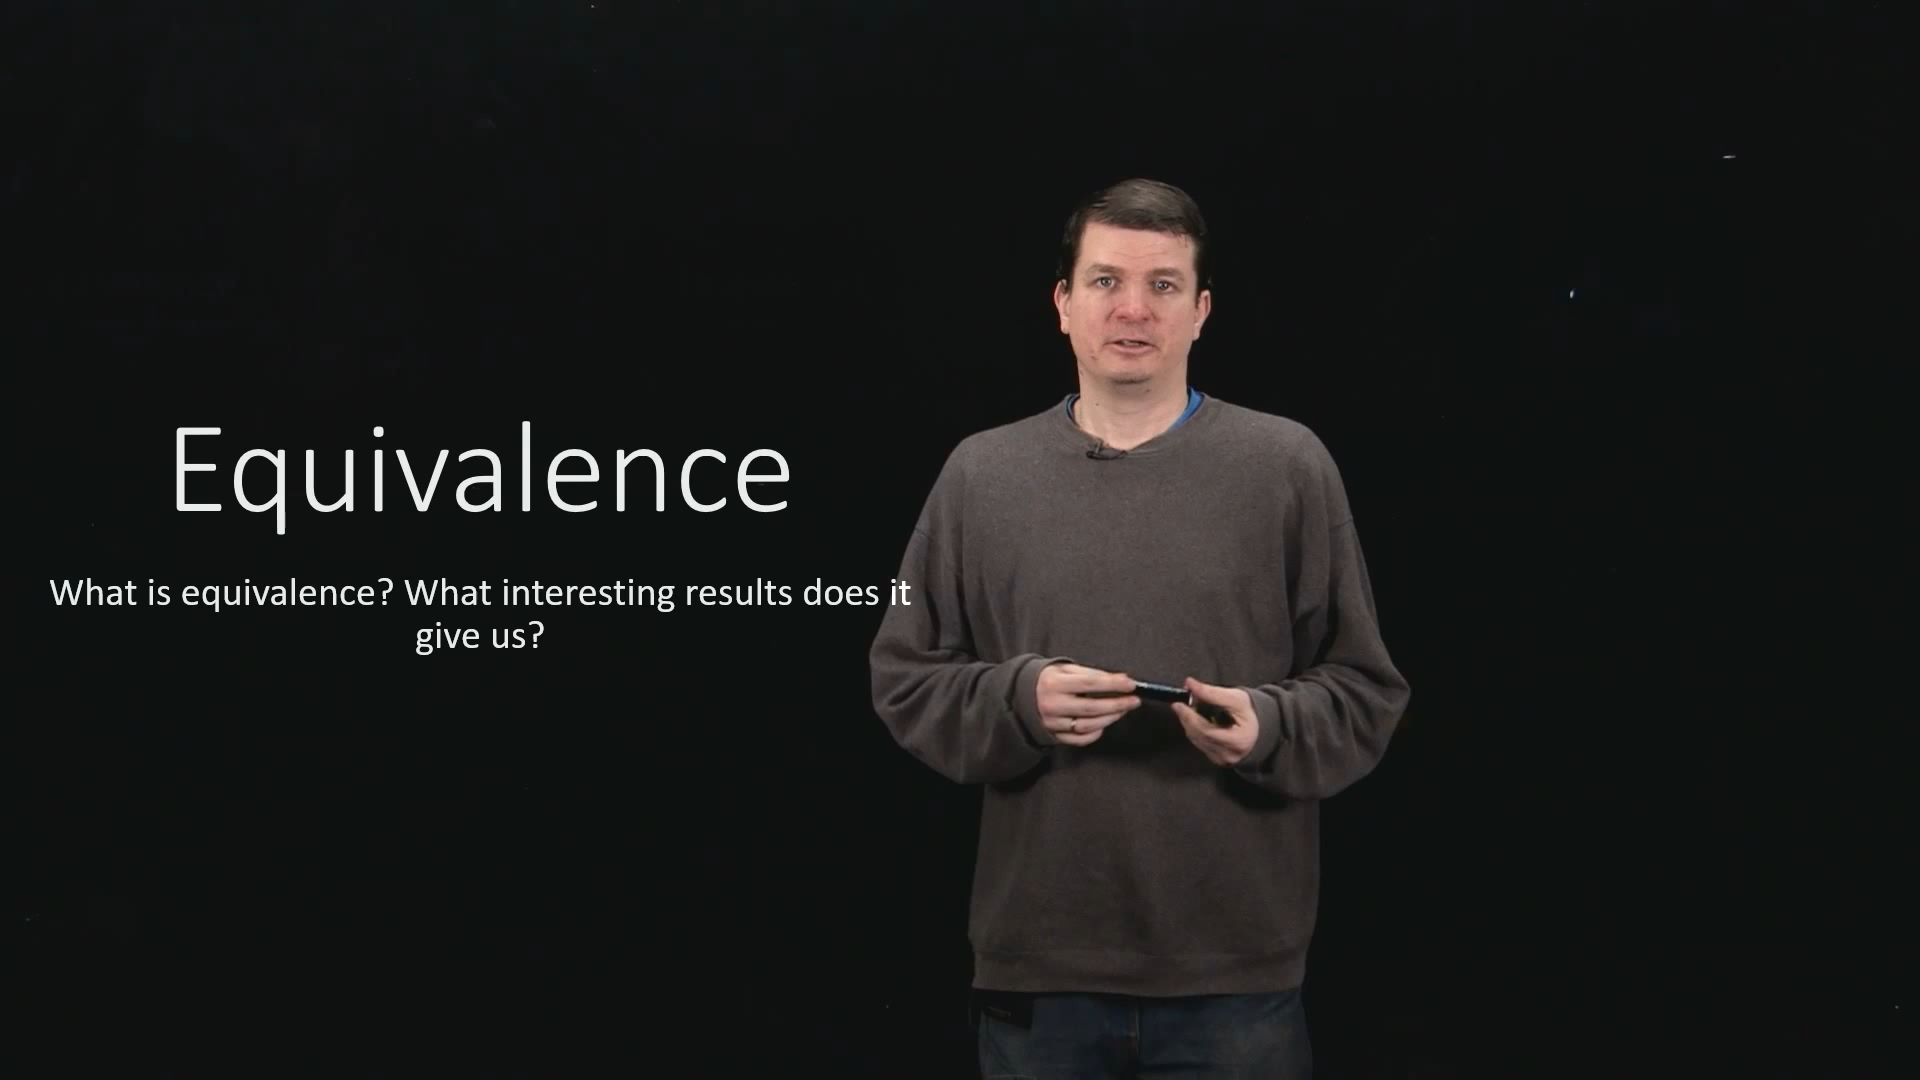 Equivalence
What is equivalence? What interesting results does it
give us?